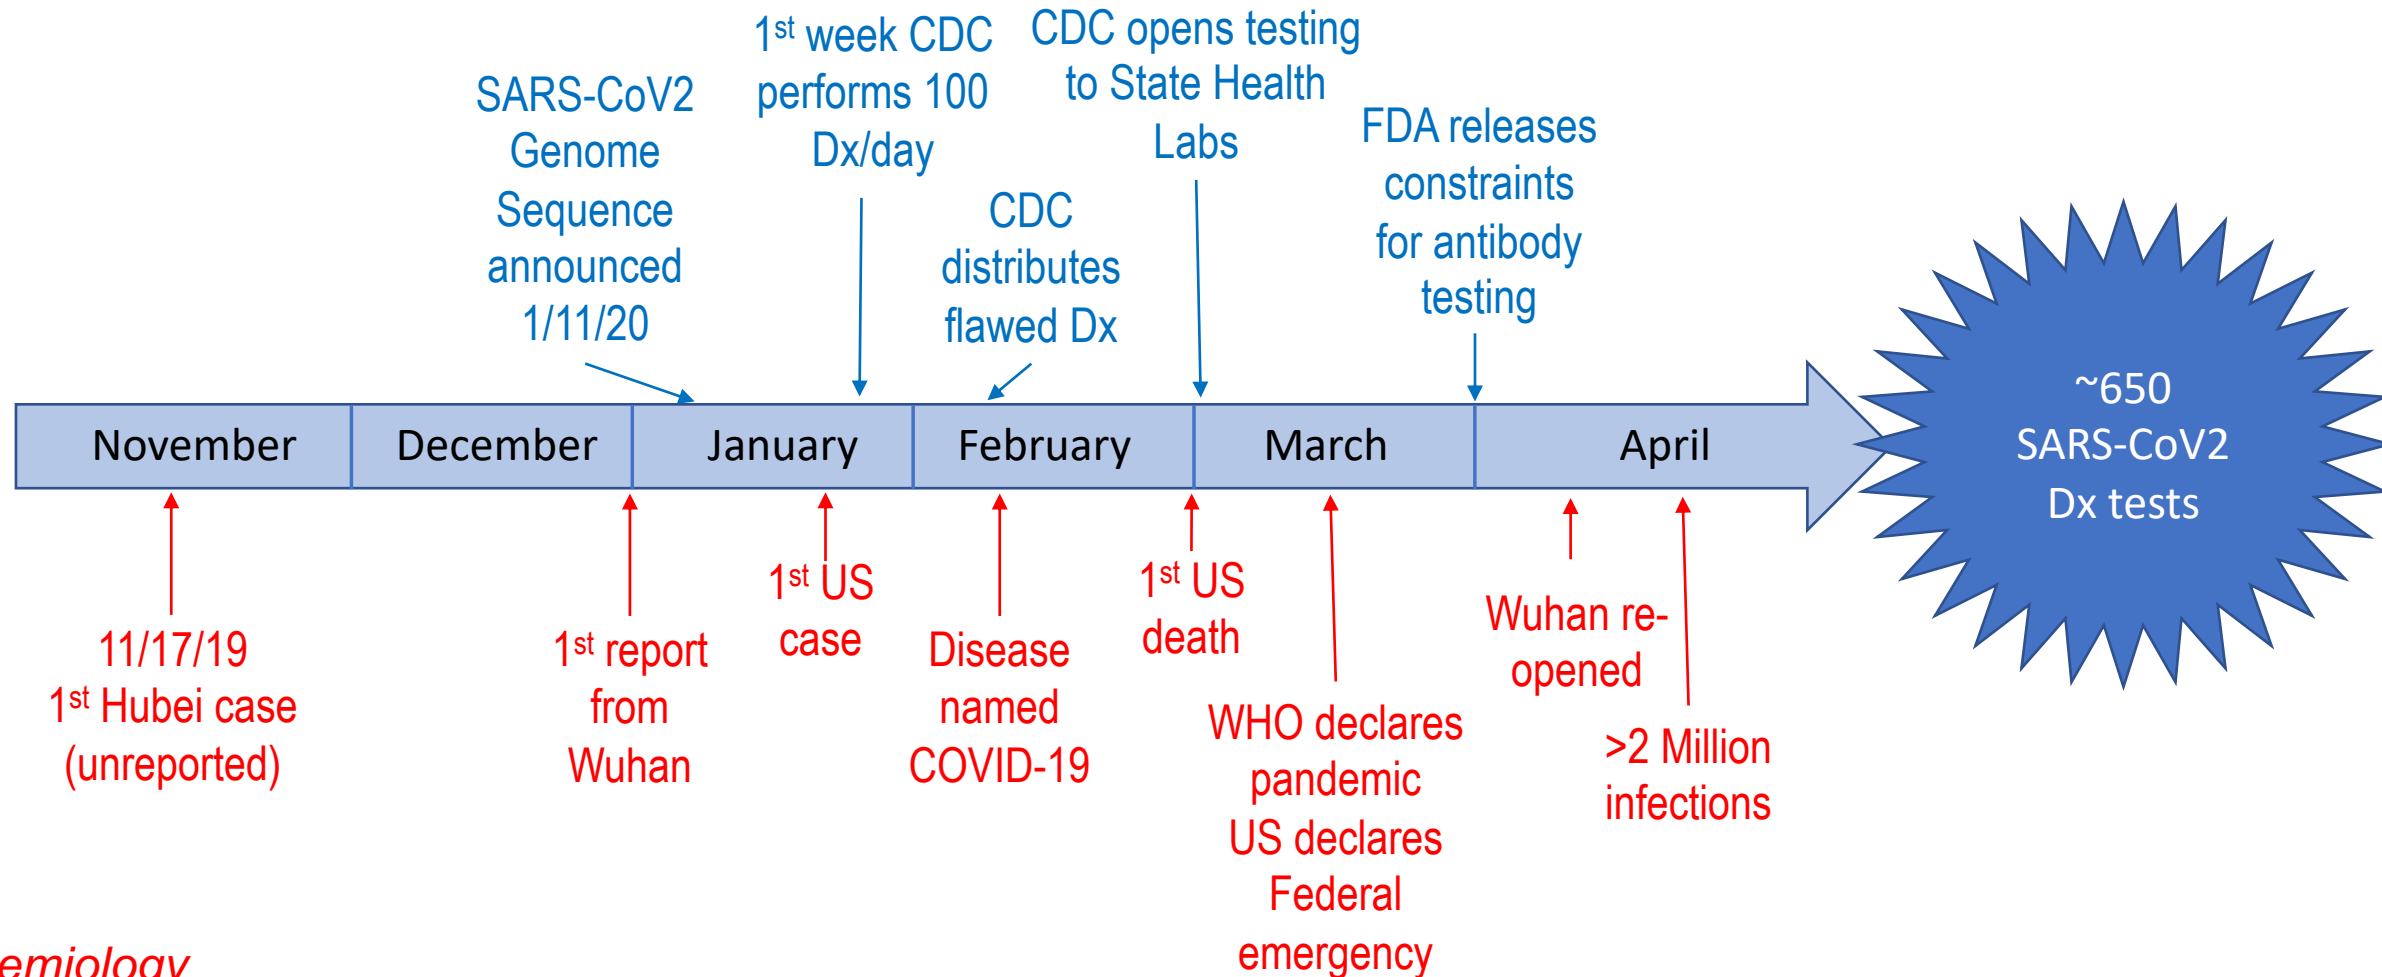 1st week CDC
performs 100
Dx/day
CDC opens testing
to State Health
Labs
SARS-CoV2
Genome
Sequence
announced
1/11/20
CDC
distributes
flawed Dx
FDA releases
constraints
for antibody
testing
November
December
January
February
March
April
~650
SARS-CoV2
Dx tests
11/17/19
1st Hubei case
(unreported)
1st report
from
Wuhan
1st US
case
Disease
named
COVID-19
1st US
death
WHO declares
pandemic
US declares
Federal
emergency
Wuhan re-
opened
>2 Million
infections
emiology